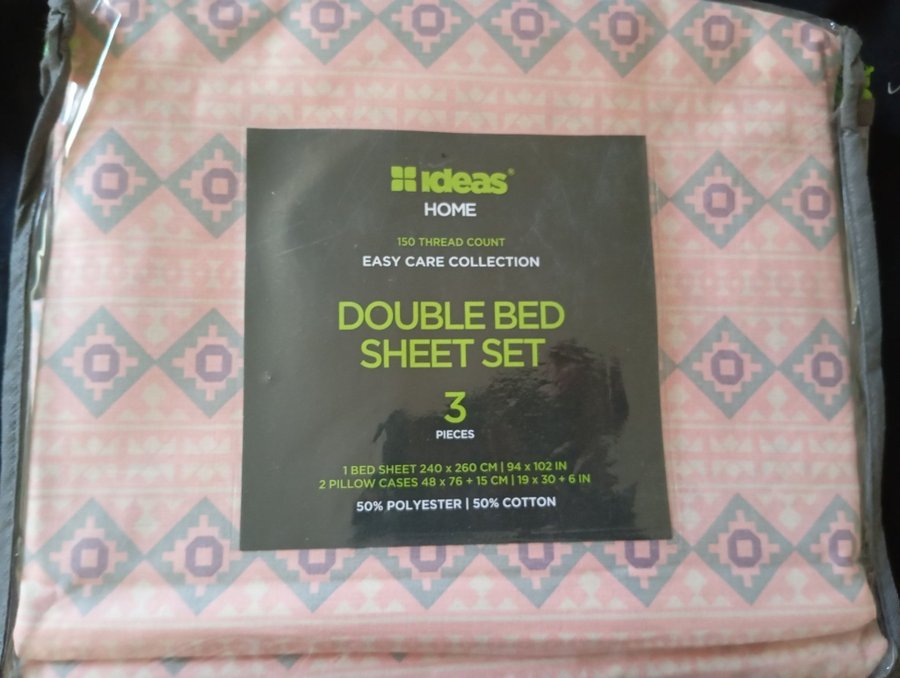 ideas®
HOME
150 THREAD COUNT
EASY CARE COLLECTION
DOUBLE BED
SHEET SET
3
PIECES
1 BED SHEET 240 x 260 CM | 94 x 102 IN
2 PILLOW CASES 48 x 76 + 15 CM | 19 x 30 + 6 IN
50% POLYESTER | 50% COTTON